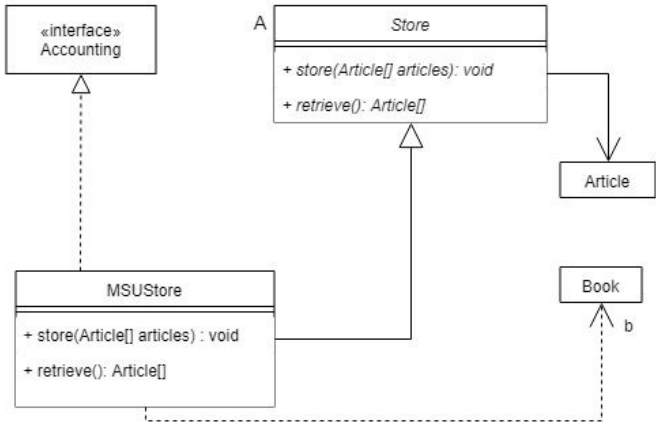 «interface»
Accounting
A
Store
+ store(Article[] articles): void
+ retrieve(): Article[]
Article
MSUStore
+ store(Article[] articles) : void
+ retrieve(): Article[]
Book
b